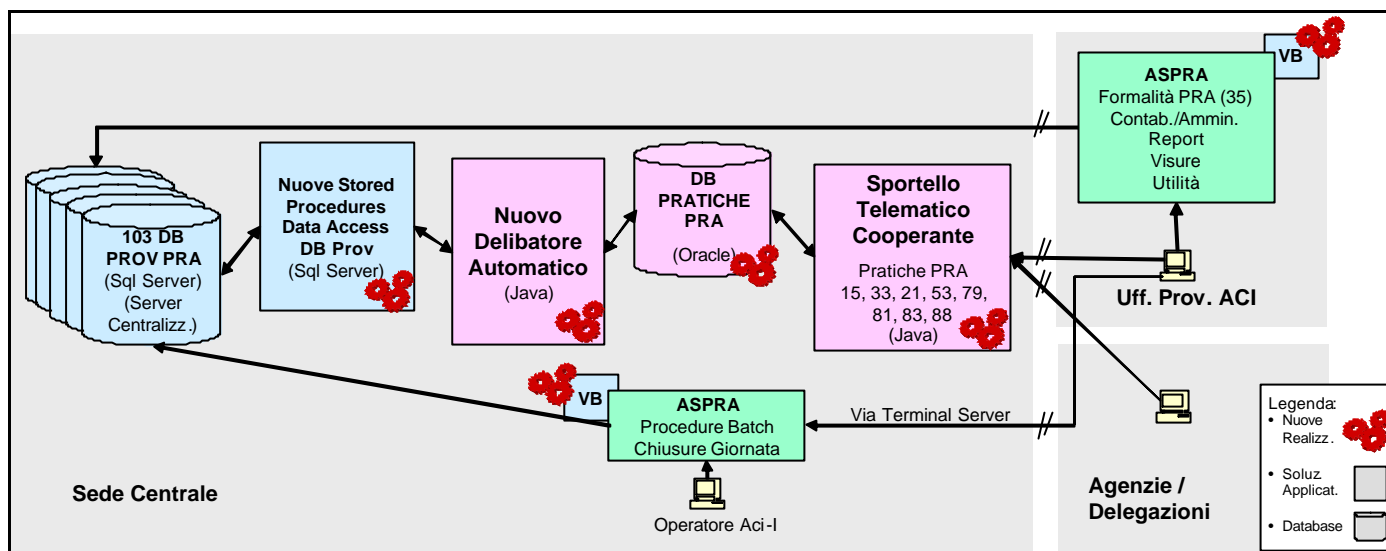 VB
ASPRA
Formalità PRA (35)
Contab./Ammin.
Report
Visure
Utilità
Uff. Prov. ACI
103 DB
PROV PRA
(Sql Server)
(Server
Centralizz.)
Nuove Stored
Procedures
Data Access
DB Prov
(Sql Server)
Nuovo
Delibatore
Automatico
(Java)
DB
PRATICHE
PRA
(Oracle)
Sportello
Telematico
Cooperante
Pratiche PRA
15, 33, 21, 53, 79,
81, 83, 88
(Java)
VB
ASPRA
Procedure Batch
Chiusure Giornata
Via Terminal Server
Operatore Aci-I
Sede Centrale
Agenzie /
Delegazioni
Legenda:
• Nuove
Realizz.
• Soluz.
Applicat.
• Database